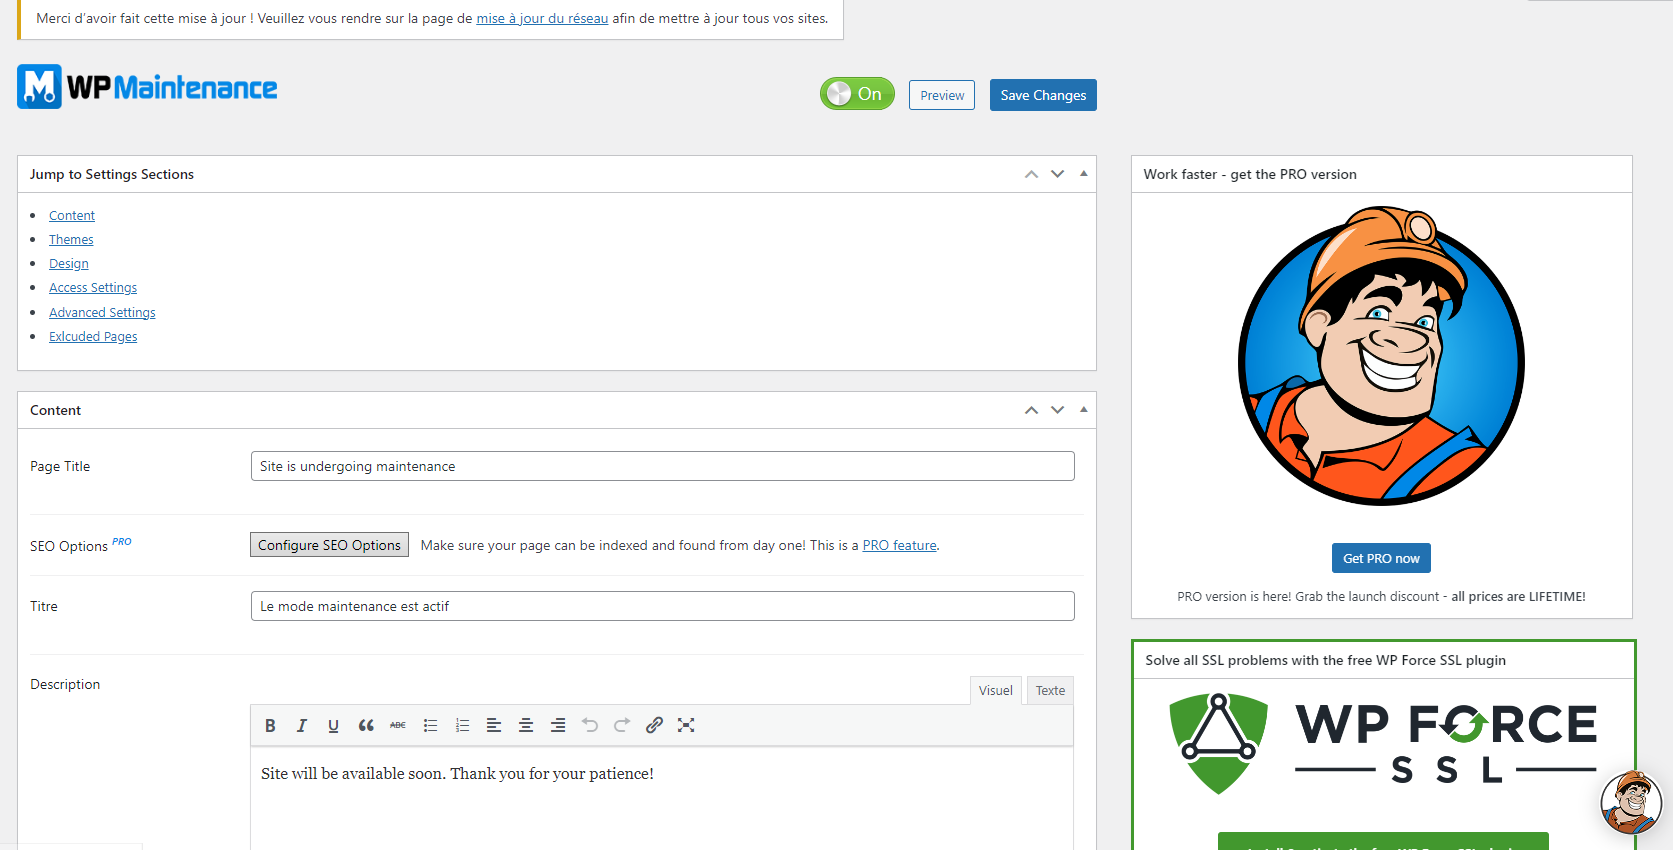 Merci d'avoir fait cette mise à jour ! Veuillez vous rendre sur la page de mise à jour du réseau afin de mettre à jour tous vos sites.
WP Maintenance
On
Preview
Save Changes
Jump to Settings Sections
Content
Themes
Design
Access Settings
Advanced Settings
Exlcuded Pages
Content
Page Title
Site is undergoing maintenance
SEO Options PRO
Configure SEO Options
Make sure your page can be indexed and found from day one! This is a PRO feature.
Titre
Le mode maintenance est actif
Description
Visuel
Texte
B I U “ ABC
Site will be available soon. Thank you for your patience!
Work faster - get the PRO version
Get PRO now
PRO version is here! Grab the launch discount - all prices are LIFETIME!
Solve all SSL problems with the free WP Force SSL plugin
WP FORCE
SSL